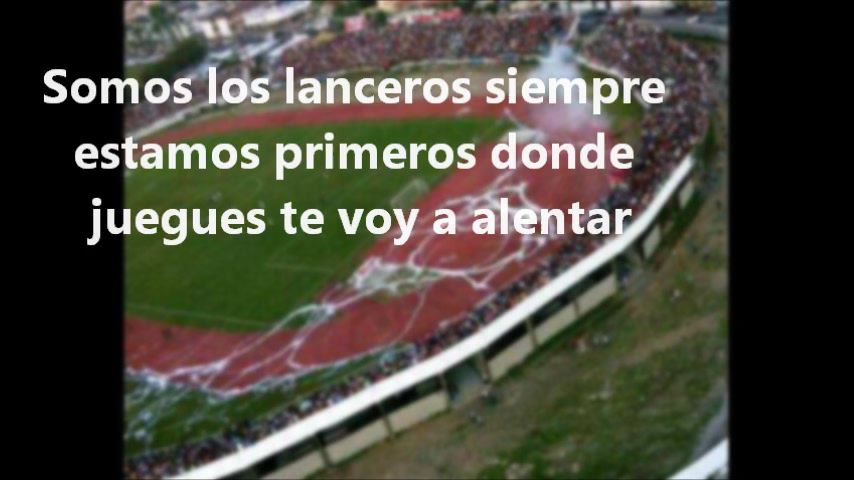 Somos los lanceros siempre
estamos primeros donde
juegues te voy a alentar